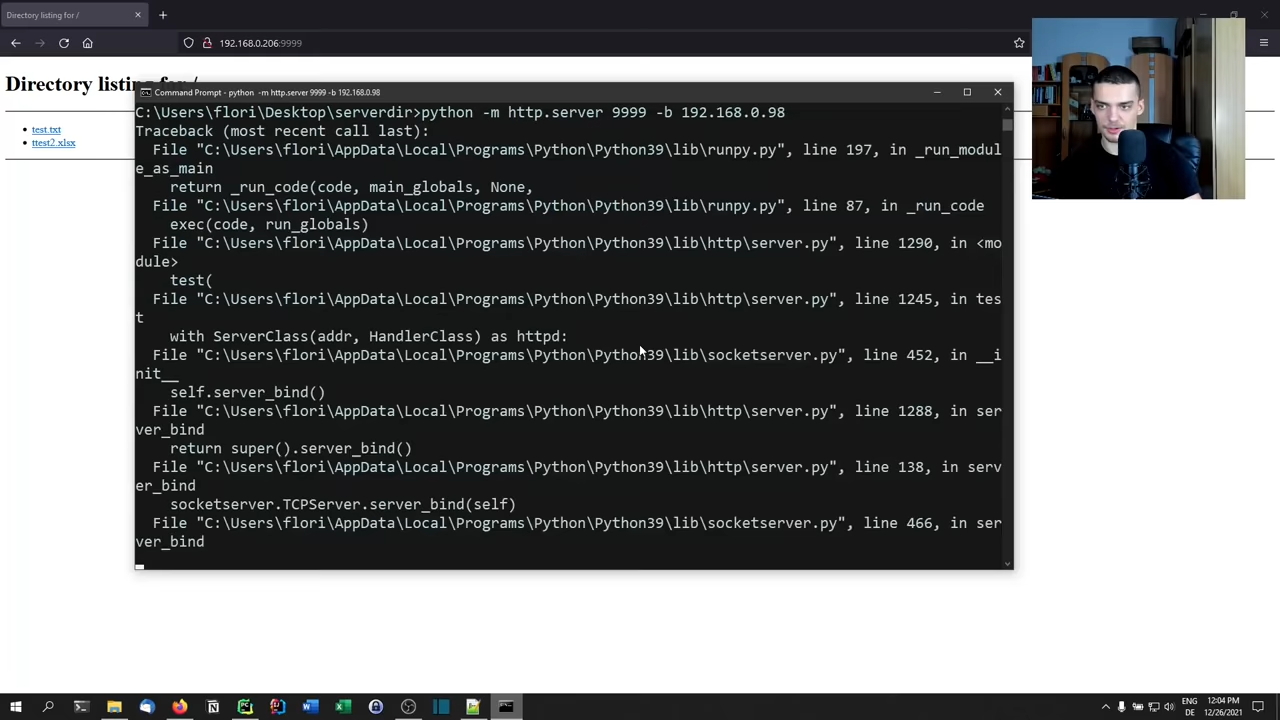 Directory listing for /
192.168.0.206:9999
Directory listing for /
test.txt
ttest2.xlsx
Command Prompt - python  -m http.server 9999 -b 192.168.0.98
C:\Users\flori\Desktop\serverdir>python -m http.server 9999 -b 192.168.0.98
Traceback (most recent call last):
  File "C:\Users\flori\AppData\Local\Programs\Python\Python39\lib\runpy.py", line 197, in _run_modul
e_as_main
    return _run_code(code, main_globals, None,
  File "C:\Users\flori\AppData\Local\Programs\Python\Python39\lib\runpy.py", line 87, in _run_code
    exec(code, run_globals)
  File "C:\Users\flori\AppData\Local\Programs\Python\Python39\lib\http\server.py", line 1290, in <mo
dule>
    test(
  File "C:\Users\flori\AppData\Local\Programs\Python\Python39\lib\http\server.py", line 1245, in tes
t
    with ServerClass(addr, HandlerClass) as httpd:
  File "C:\Users\flori\AppData\Local\Programs\Python\Python39\lib\socketserver.py", line 452, in __i
nit__
    self.server_bind()
  File "C:\Users\flori\AppData\Local\Programs\Python\Python39\lib\http\server.py", line 1288, in ser
ver_bind
    return super().server_bind()
  File "C:\Users\flori\AppData\Local\Programs\Python\Python39\lib\http\server.py", line 138, in serv
er_bind
    socketserver.TCPServer.server_bind(self)
  File "C:\Users\flori\AppData\Local\Programs\Python\Python39\lib\socketserver.py", line 466, in ser
ver_bind
ENG
DE
12:04 PM
12/26/2021